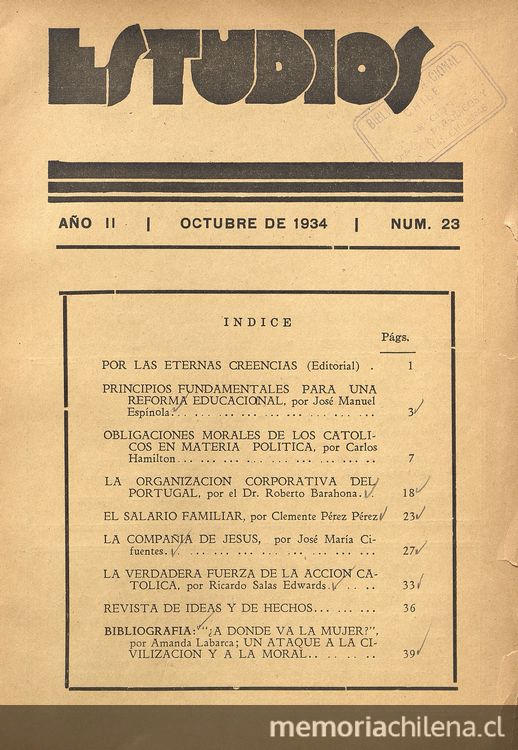 ESTUDIOS
BIBLIOTECA NACIONAL
CHILE
AÑO II | OCTUBRE DE 1934 | NUM. 23
INDICE
Págs.
POR LAS ETERNAS CREENCIAS (Editorial) . 1
PRINCIPIOS FUNDAMENTALES PARA UNA
REFORMA EDUCACIONAL, por José Manuel
Espínola. . . . ... ... ... ... ... ... ... 3
OBLIGACIONES MORALES DE LOS CATOLI-
COS EN MATERIA POLITICA, por Carlos
Hamilton... ... ... ... ... ... ... .. .. 7
LA ORGANIZACION CORPORATIVA DEL
PORTUGAL, por el Dr. Roberto Barahona. . 18
EL SALARIO FAMILIAR, por Clemente Pérez Pérez 23
LA COMPAÑIA DE JESUS, por José María Ci-
fuentes. . . ... ... ... ... ... ... ... ... 27
LA VERDADERA FUERZA DE LA ACCION CA-
TOLICA, por Ricardo Salas Edwards . . .. 33
REVISTA DE IDEAS Y DE HECHOS... ... ... 36
BIBLIOGRAFIA: "¿A DONDE VA LA MUJER?",
por Amanda Labarca; UN ATAQUE A LA CI-
VILIZACION Y A LA MORAL.. .. .. .. .. 39
memoriachilena.cl